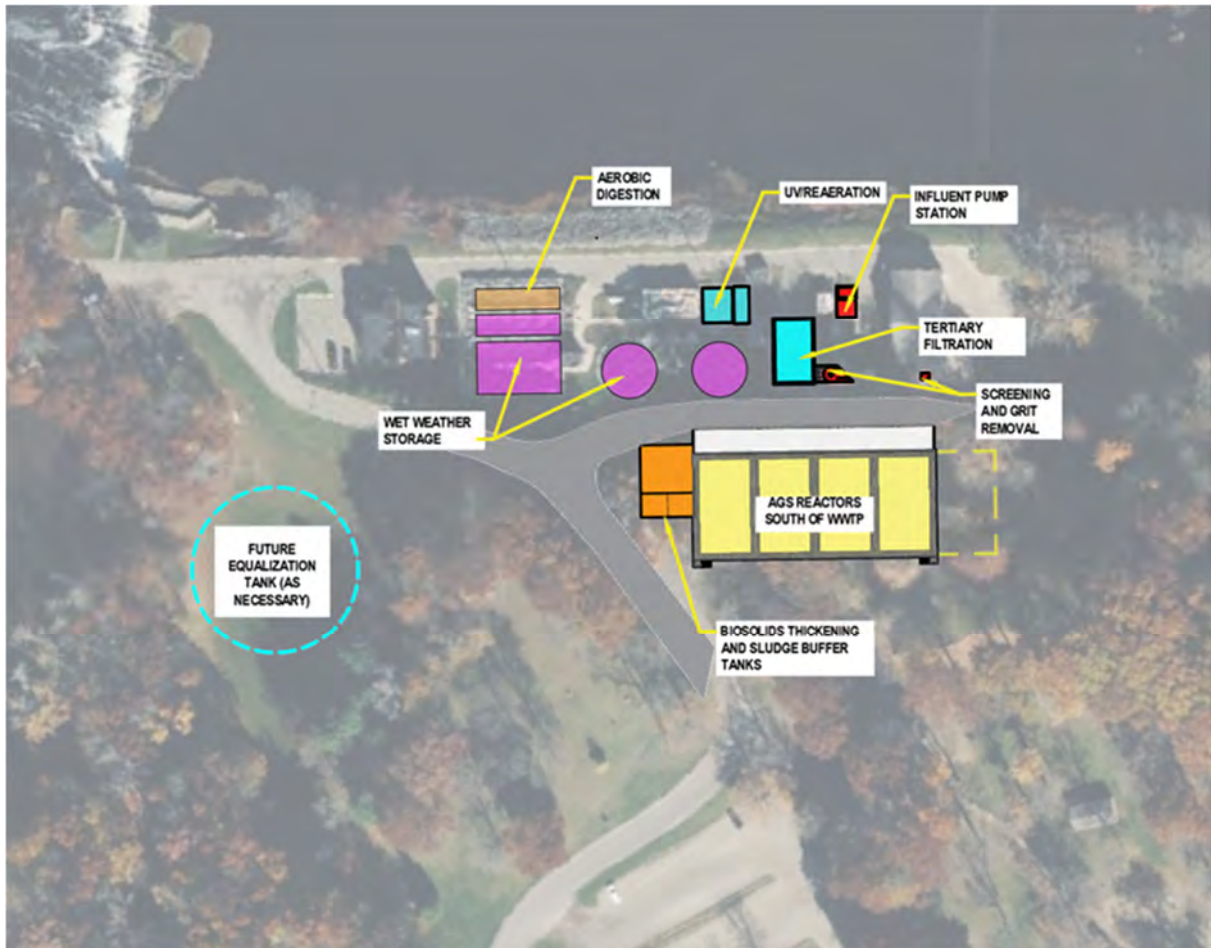 AEROBIC
DIGESTION
UV/REAERATION
INFLUENT PUMP
STATION
TERTIARY
FILTRATION
SCREENING
AND GRIT
REMOVAL
WET WEATHER
STORAGE
AGS REACTORS
SOUTH OF WWTP
FUTURE
EQUALIZATION
TANK (AS
NECESSARY)
BIOSOLIDS THICKENING
AND SLUDGE BUFFER
TANKS